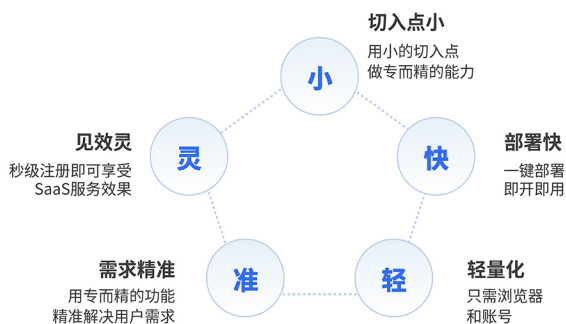 切入点小
用小的切入点
做专而精的能力
小
见效灵
秒级注册即可享受
SaaS服务效果
灵
快
部署快
一键部署
即开即用
需求精准
用专而精的功能
精准解决用户需求
准
轻
轻量化
只需浏览器
和账号